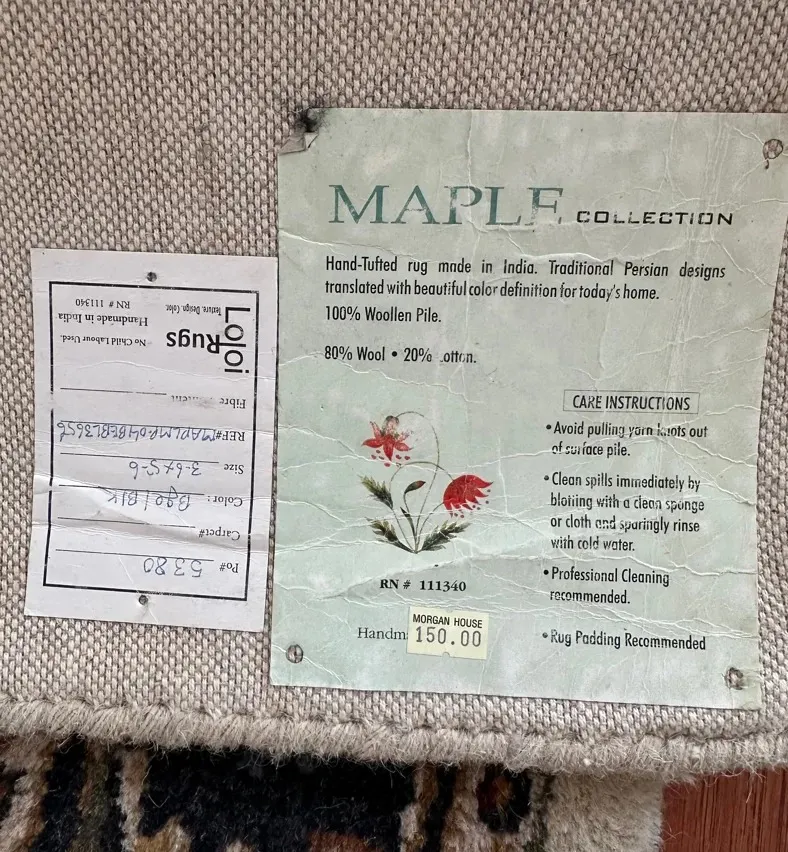 MAPLE COLLECTION
Hand-Tufted rug made in India. Traditional Persian designs
translated with beautiful color definition for today's home.
100% Woollen Pile.
80% Wool • 20%
CARE INSTRUCTIONS
• Avoid pulling yarn knots out
of surface pile.
• Clean spills immediately by
blotting with a clean sponge
or cloth and sparingly rinse
with cold water.
• Professional Cleaning
recommended.
• Rug Padding Recommended
RN # 111340
MORGAN HOUSE
150.00
Po# 5380
Carpet#
Color: Bge/Blk
Size 3-6x5-6
REF#
Fibre
Loloi
Rugs
Texture. Design. Color.
No Child Labour Used.
Handmade in India
RN # 111340